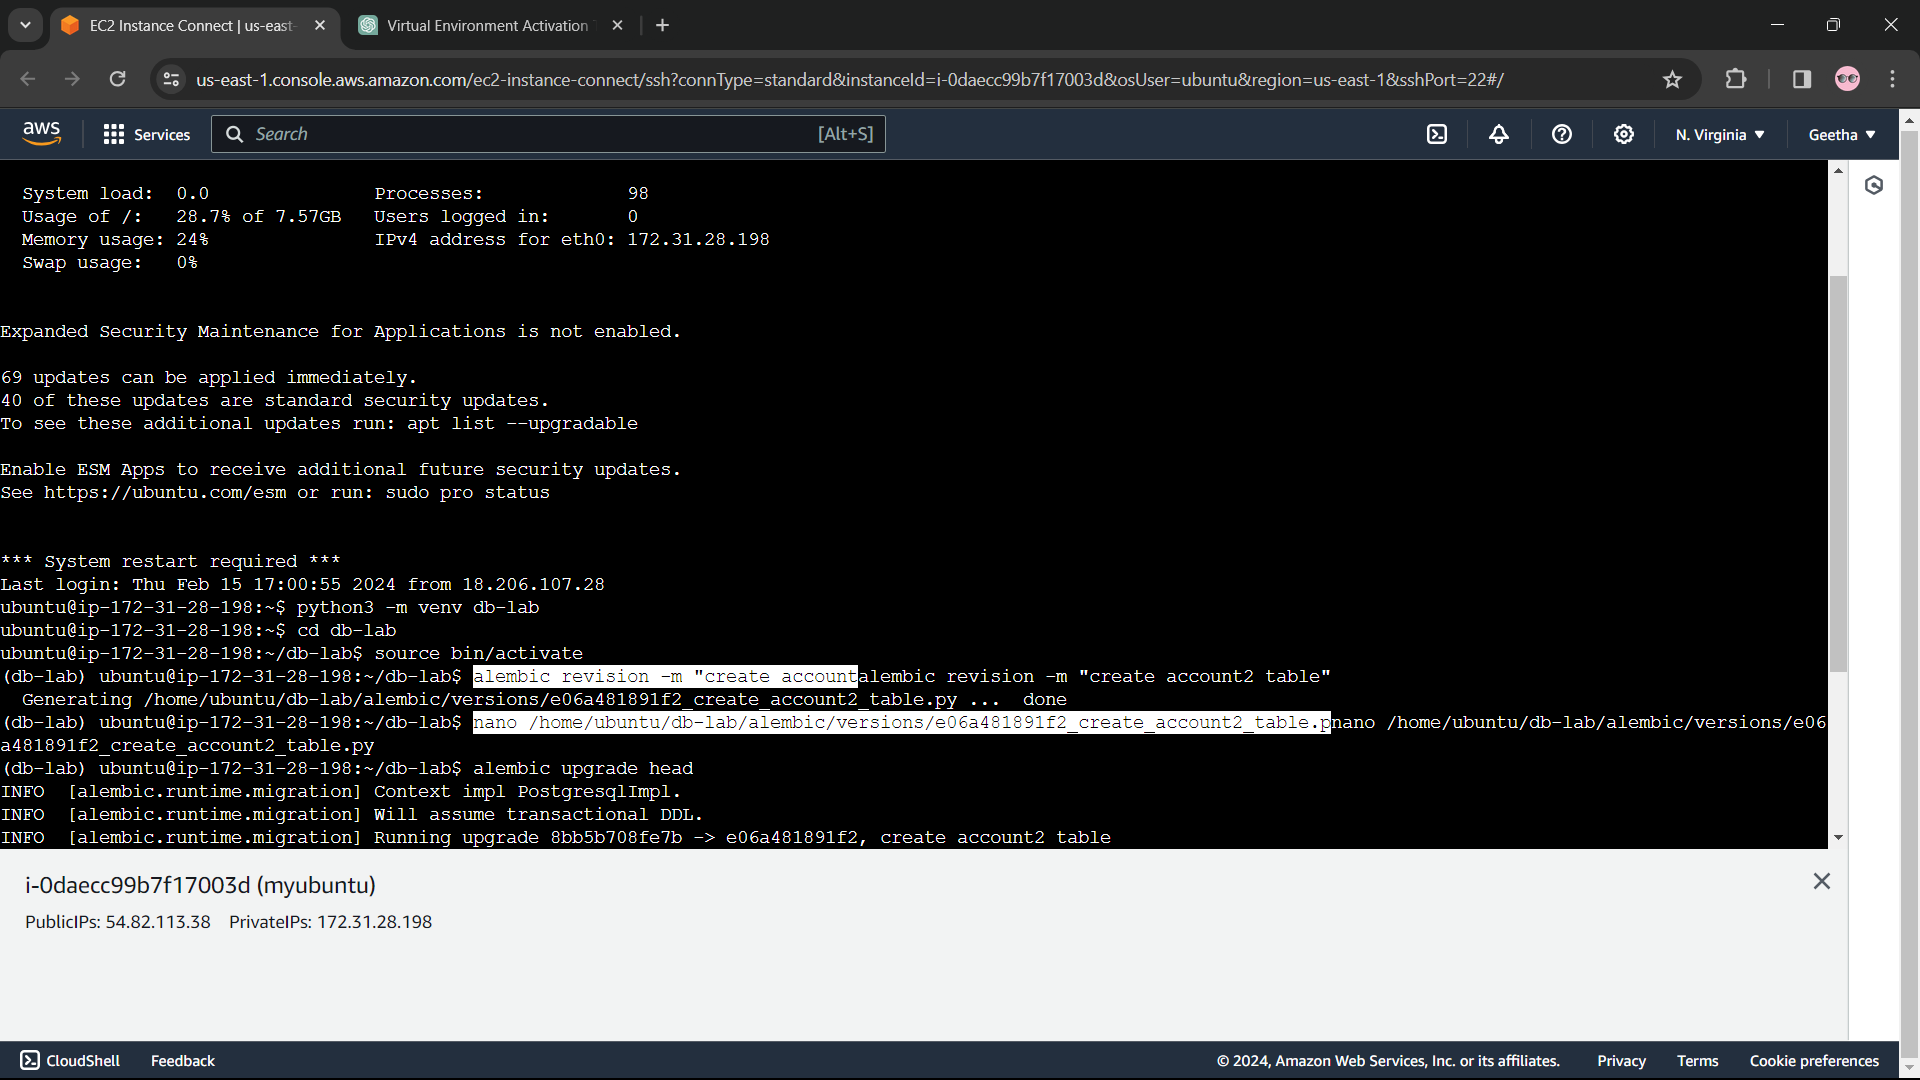 EC2 Instance Connect | us-east-
Virtual Environment Activation
us-east-1.console.aws.amazon.com/ec2-instance-connect/ssh?connType=standard&instanceId=i-0daecc99b7f17003d&osUser=ubuntu&region=us-east-1&sshPort=22#/
aws Services Search [Alt+S] N. Virginia Geetha
System load: 0.0 Processes: 98
Usage of /: 28.7% of 7.57GB Users logged in: 0
Memory usage: 24% IPv4 address for eth0: 172.31.28.198
Swap usage: 0%
Expanded Security Maintenance for Applications is not enabled.
69 updates can be applied immediately.
40 of these updates are standard security updates.
To see these additional updates run: apt list --upgradable
Enable ESM Apps to receive additional future security updates.
See https://ubuntu.com/esm or run: sudo pro status
*** System restart required ***
Last login: Thu Feb 15 17:00:55 2024 from 18.206.107.28
ubuntu@ip-172-31-28-198:~$ python3 -m venv db-lab
ubuntu@ip-172-31-28-198:~$ cd db-lab
ubuntu@ip-172-31-28-198:~/db-lab$ source bin/activate
(db-lab) ubuntu@ip-172-31-28-198:~/db-lab$ alembic revision -m "create accountalembic revision -m "create account2 table"
Generating /home/ubuntu/db-lab/alembic/versions/e06a481891f2_create_account2_table.py ... done
(db-lab) ubuntu@ip-172-31-28-198:~/db-lab$ nano /home/ubuntu/db-lab/alembic/versions/e06a481891f2_create_account2_table.pnano /home/ubuntu/db-lab/alembic/versions/e06
a481891f2_create_account2_table.py
(db-lab) ubuntu@ip-172-31-28-198:~/db-lab$ alembic upgrade head
INFO [alembic.runtime.migration] Context impl PostgresqlImpl.
INFO [alembic.runtime.migration] Will assume transactional DDL.
INFO [alembic.runtime.migration] Running upgrade 8bb5b708fe7b -> e06a481891f2, create account2 table
i-0daecc99b7f17003d (myubuntu)
PublicIPs: 54.82.113.38 PrivateIPs: 172.31.28.198
CloudShell Feedback © 2024, Amazon Web Services, Inc. or its affiliates. Privacy Terms Cookie preferences